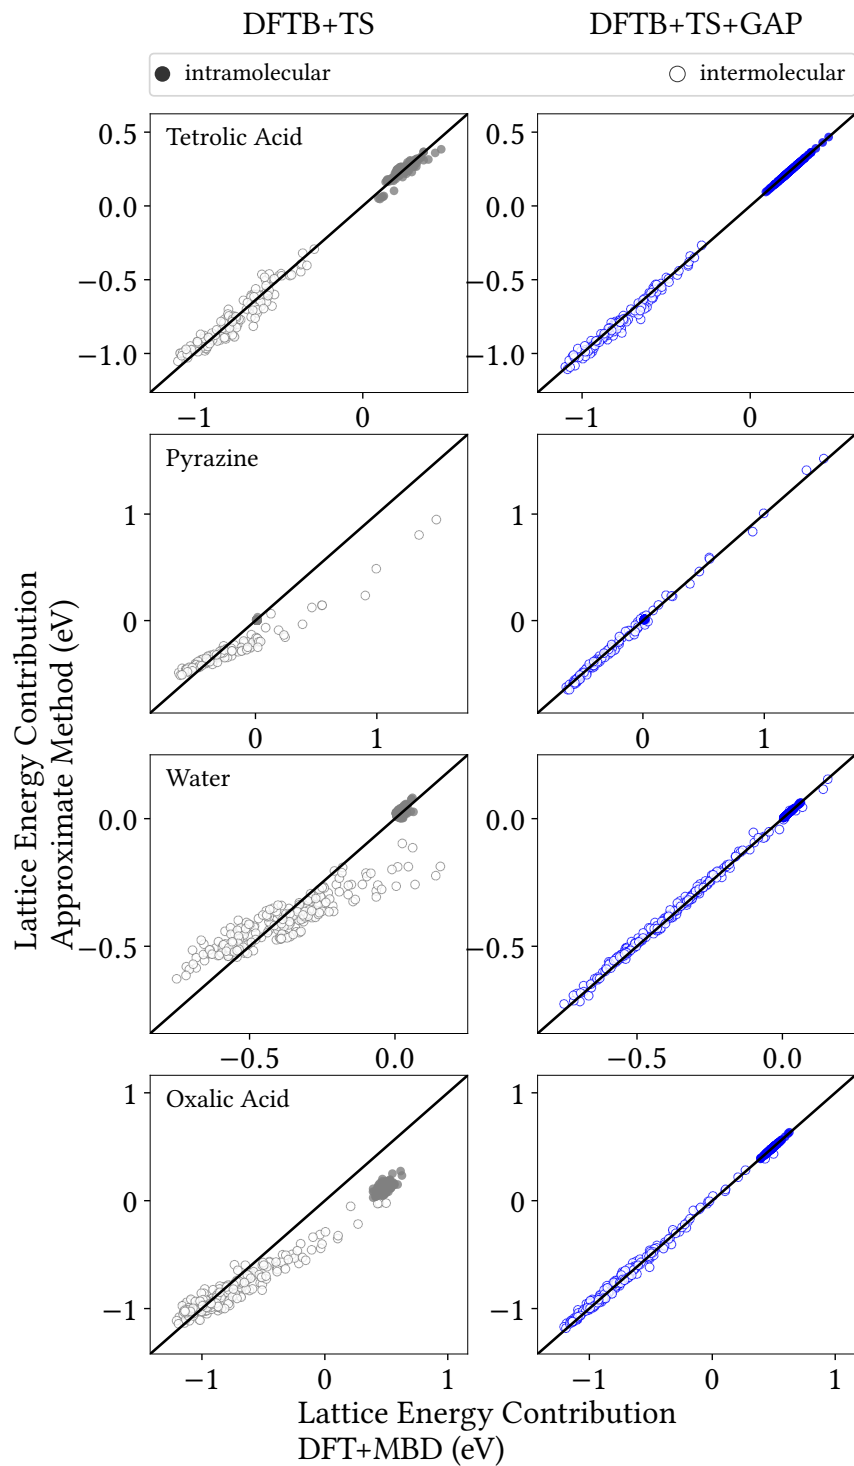 DFTB+TS DFTB+TS+GAP
intramolecular intermolecular
Tetrolic Acid
0.5 0.5
0.0 0.0
−0.5 −0.5
−1.0 −1.0
−1 0 −1 0
Pyrazine
1 1
0 0
0 1 0 1
Water
0.0 0.0
−0.5 −0.5
−0.5 0.0 −0.5 0.0
Oxalic Acid
1 1
0 0
−1 −1
−1 0 1 −1 0 1
Lattice Energy Contribution
Approximate Method (eV)
Lattice Energy Contribution
DFT+MBD (eV)